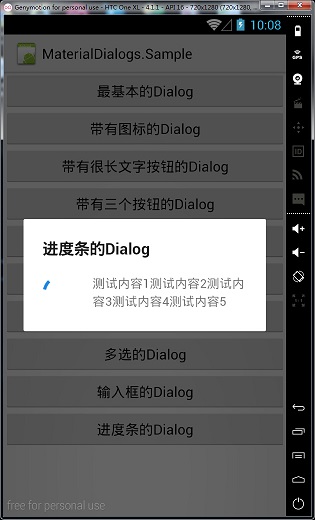 Genymotion for personal use - HTC One XL - 4.1.1 - API 16 - 720x1280 (720x1280,
10:08
MaterialDialogs.Sample
最基本的Dialog
带有图标的Dialog
带有很长文字按钮的Dialog
带有三个按钮的Dialog
进度条的Dialog
测试内容1测试内容2测试内
容3测试内容4测试内容5
多选的Dialog
输入框的Dialog
进度条的Dialog
free for personal use
GPS
ID